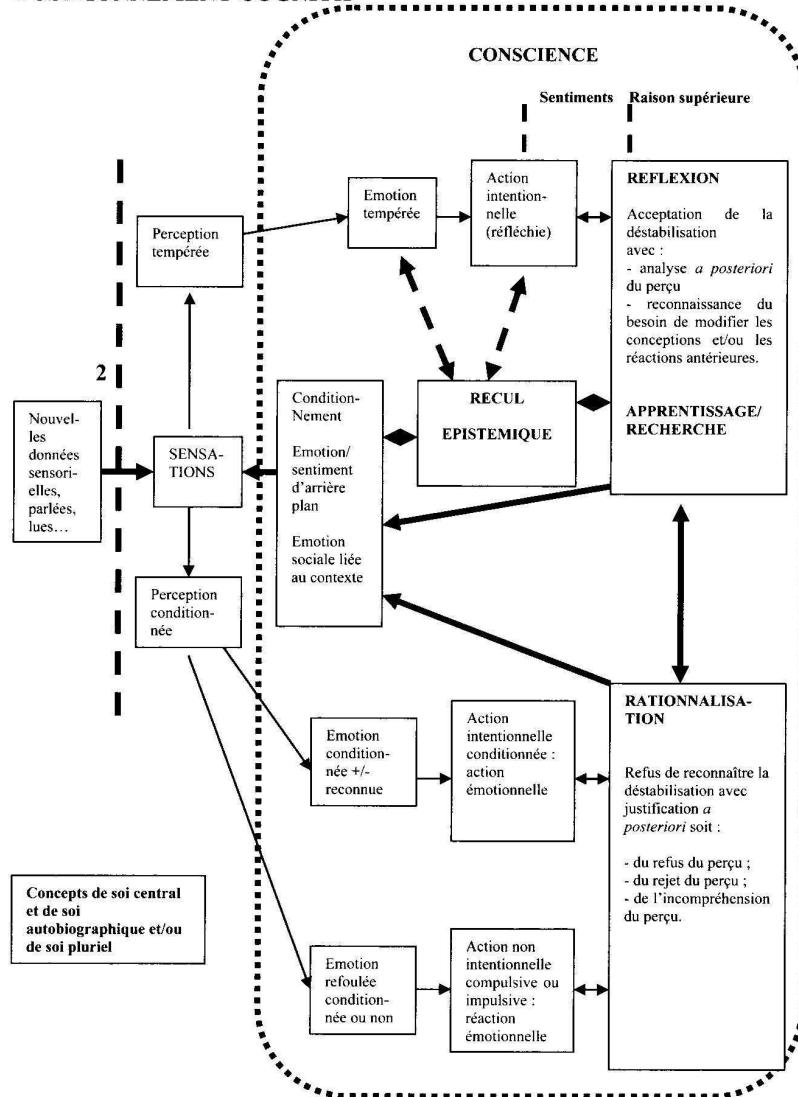 CONSCIENCE
Sentiments
Raison supérieure
REFLEXION
Acceptation de la
déstabilisation
avec :
- analyse a posteriori
du perçu
- reconnaissance du
besoin de modifier les
conceptions et/ou les
réactions antérieures.
APPRENTISSAGE/
RECHERCHE
Action
intention-
nelle
(réfléchie)
Emotion
tempérée
Perception
tempérée
2
Nouvel-
les
données
sensori-
elles,
parlées,
lues…
SENSA-
TIONS
Condition-
Nement
Emotion/
sentiment
d'arrière
plan
Emotion
sociale liée
au contexte
RECUL
EPISTEMIQUE
Perception
condition-
née
Emotion
condition-
née +/-
reconnue
Action
intentionnelle
conditionnée :
action
émotionnelle
RATIONNALISA-
TION
Refus de reconnaître la
déstabilisation avec
justification a
posteriori soit :
- du refus du perçu ;
- du rejet du perçu ;
- de l'incompréhension
du perçu.
Concepts de soi central
et de soi
autobiographique et/ou
de soi pluriel
Emotion
refoulée
condition-
née ou non
Action non
intentionnelle
compulsive ou
impulsive :
réaction
émotionnelle